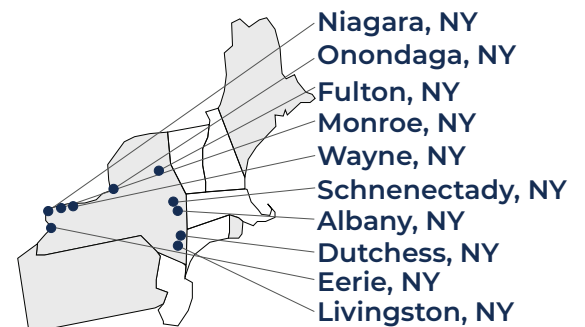 Niagara, NY
Onondaga, NY
Fulton, NY
Monroe, NY
Wayne, NY
Schnenectady, NY
Albany, NY
Dutchess, NY
Eerie, NY
Livingston, NY